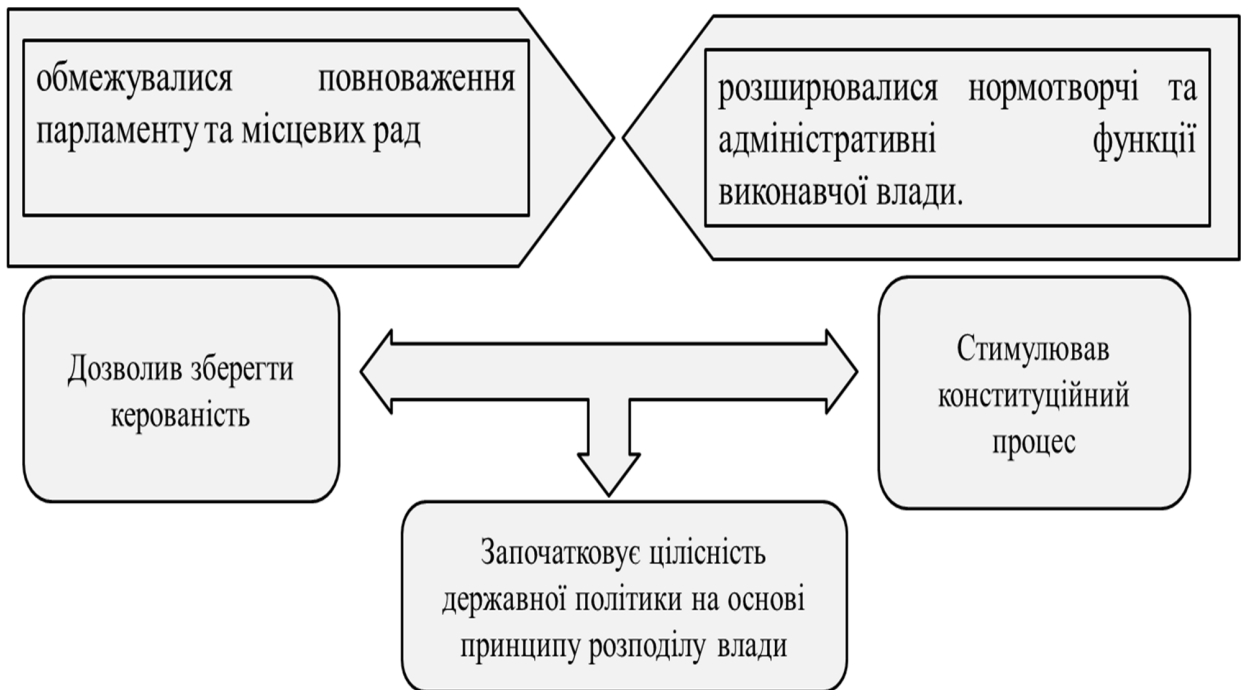 обмежувалися повноваження
парламенту та місцевих рад
розширювалися нормотворчі та
адміністративні функції
виконавчої влади.
Дозволив зберегти
керованість
Стимулював
конституційний
процес
Започатковує цілісність
державної політики на основі
принципу розподілу влади